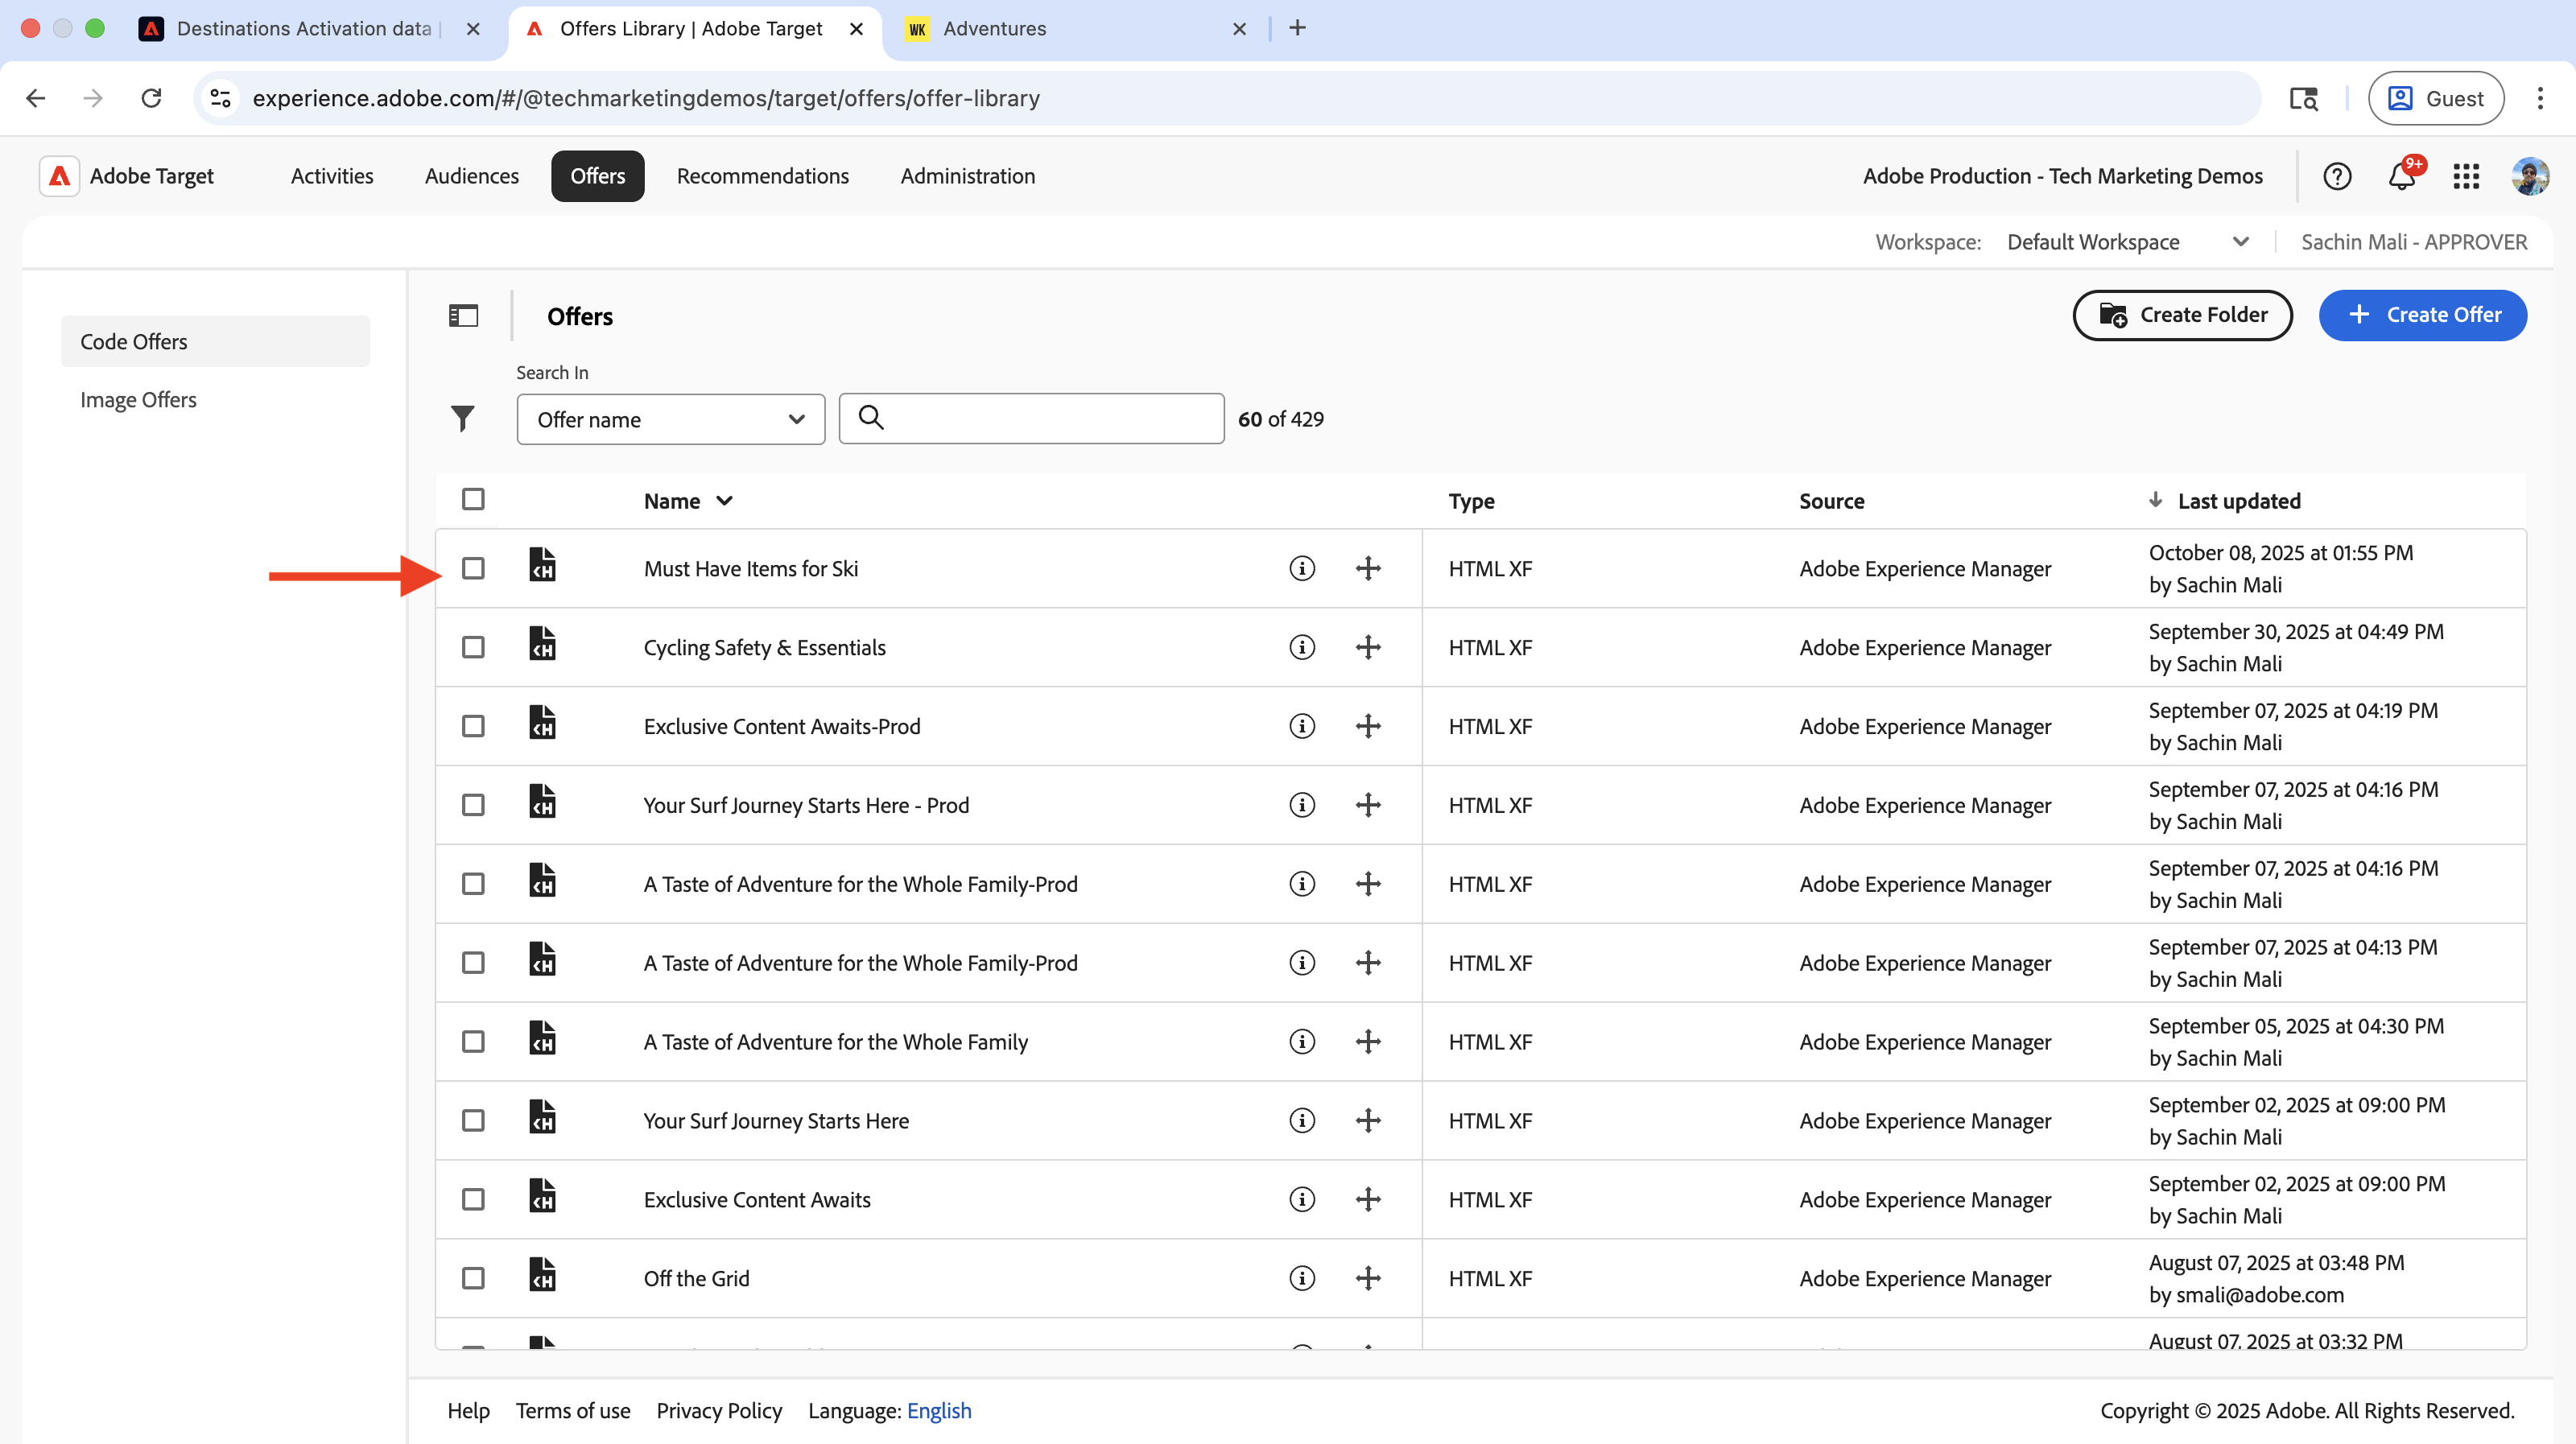 Destinations Activation data
Offers Library | Adobe Target
WK Adventures
experience.adobe.com/#/@techmarketingdemos/target/offers/offer-library
Guest
Adobe Target
Activities
Audiences
Offers
Recommendations
Administration
Adobe Production - Tech Marketing Demos
9+
Workspace: Default Workspace
Sachin Mali - APPROVER
Code Offers
Image Offers
Offers
Create Folder
Create Offer
Search In
Offer name
60 of 429
Name Type Source Last updated
Must Have Items for Ski HTML XF Adobe Experience Manager October 08, 2025 at 01:55 PM
by Sachin Mali
Cycling Safety & Essentials HTML XF Adobe Experience Manager September 30, 2025 at 04:49 PM
by Sachin Mali
Exclusive Content Awaits-Prod HTML XF Adobe Experience Manager September 07, 2025 at 04:19 PM
by Sachin Mali
Your Surf Journey Starts Here - Prod HTML XF Adobe Experience Manager September 07, 2025 at 04:16 PM
by Sachin Mali
A Taste of Adventure for the Whole Family-Prod HTML XF Adobe Experience Manager September 07, 2025 at 04:16 PM
by Sachin Mali
A Taste of Adventure for the Whole Family-Prod HTML XF Adobe Experience Manager September 07, 2025 at 04:13 PM
by Sachin Mali
A Taste of Adventure for the Whole Family HTML XF Adobe Experience Manager September 05, 2025 at 04:30 PM
by Sachin Mali
Your Surf Journey Starts Here HTML XF Adobe Experience Manager September 02, 2025 at 09:00 PM
by Sachin Mali
Exclusive Content Awaits HTML XF Adobe Experience Manager September 02, 2025 at 09:00 PM
by Sachin Mali
Off the Grid HTML XF Adobe Experience Manager August 07, 2025 at 03:48 PM
by smali@adobe.com
August 07, 2025 at 03:32 PM
Help Terms of use Privacy Policy Language: English
Copyright © 2025 Adobe. All Rights Reserved.